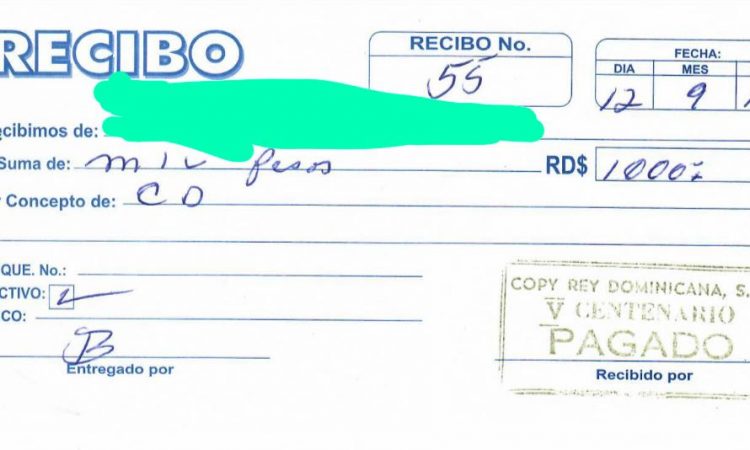 RECIBO
RECIBO No.
55
FECHA:
DIA MES
12 9
ecibimos de:
Suma de: mil pesos RD$ 1000
Concepto de: CD
QUE. No.:
CTIVO:
CO:
B
Entregado por
COPY REY DOMINICANA, S.
V CENTENARIO
PAGADO
Recibido por